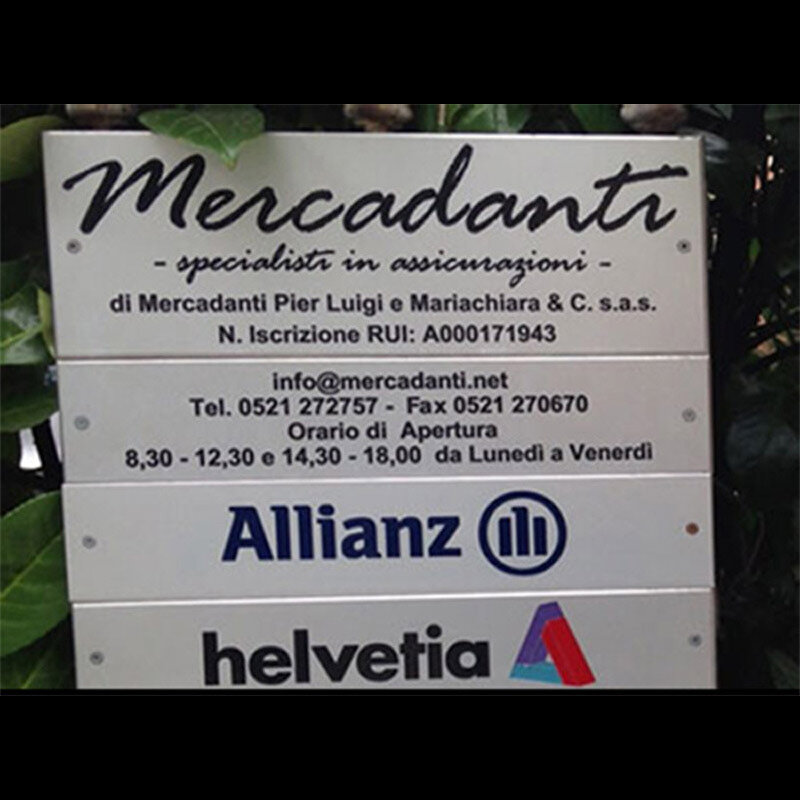 Mercadanti
- specialisti in assicurazioni -
di Mercadanti Pier Luigi e Mariachiara & C. s.a.s.
N. Iscrizione RUI: A000171943
info@mercadanti.net
Tel. 0521 272757 - Fax 0521 270670
Orario di Apertura
8,30 - 12,30 e 14,30 - 18,00 da Lunedì a Venerdì
Allianz
helvetia